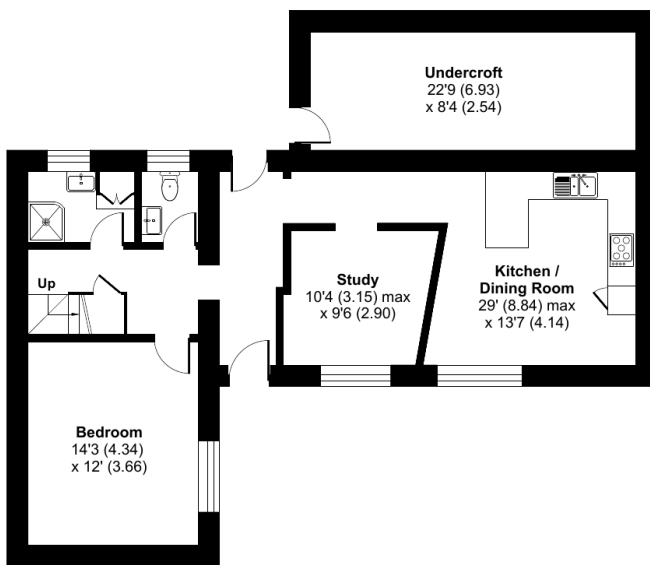 Undercroft
22'9 (6.93)
x 8'4 (2.54)
Up
Study
10'4 (3.15) max
x 9'6 (2.90)
Kitchen /
Dining Room
29' (8.84) max
x 13'7 (4.14)
Bedroom
14'3 (4.34)
x 12' (3.66)